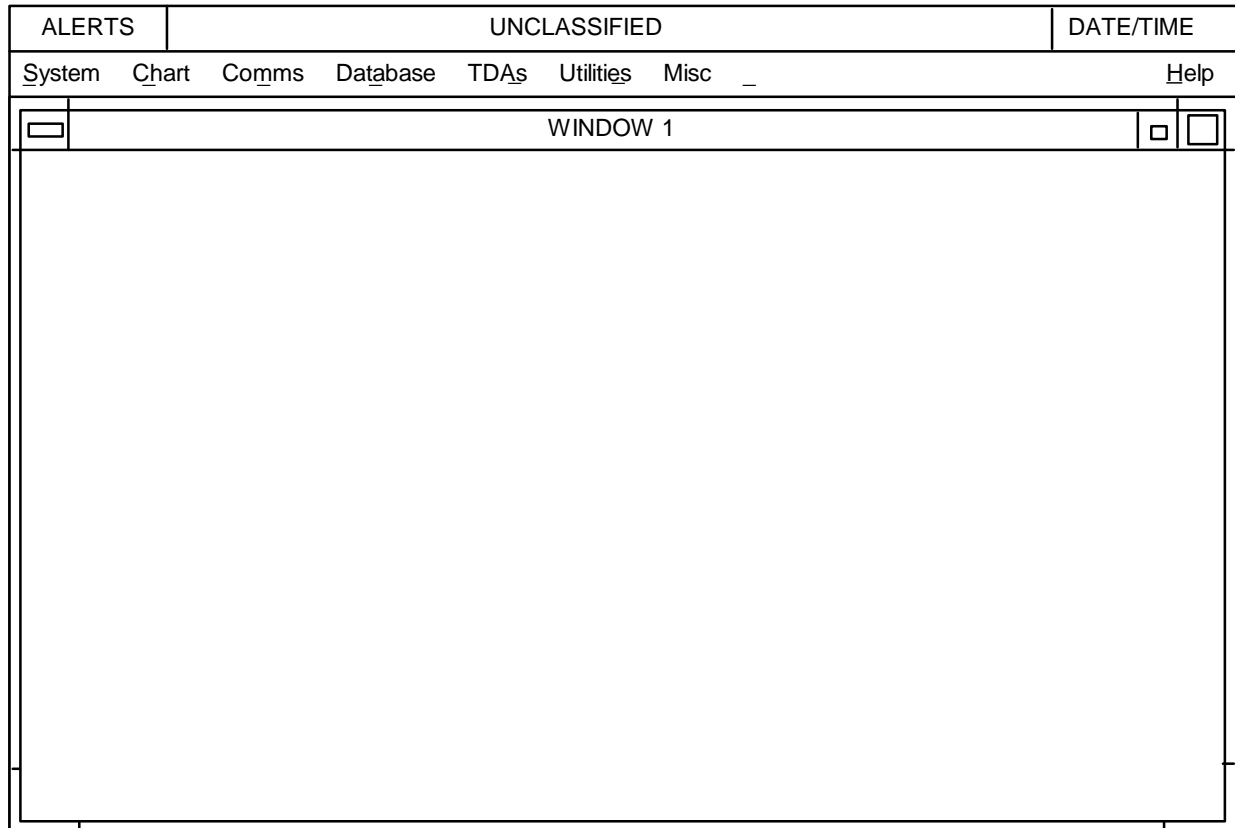 ALERTS UNCLASSIFIED DATE/TIME
System Chart Comms Database TDAs Utilities Misc _ Help
WINDOW 1